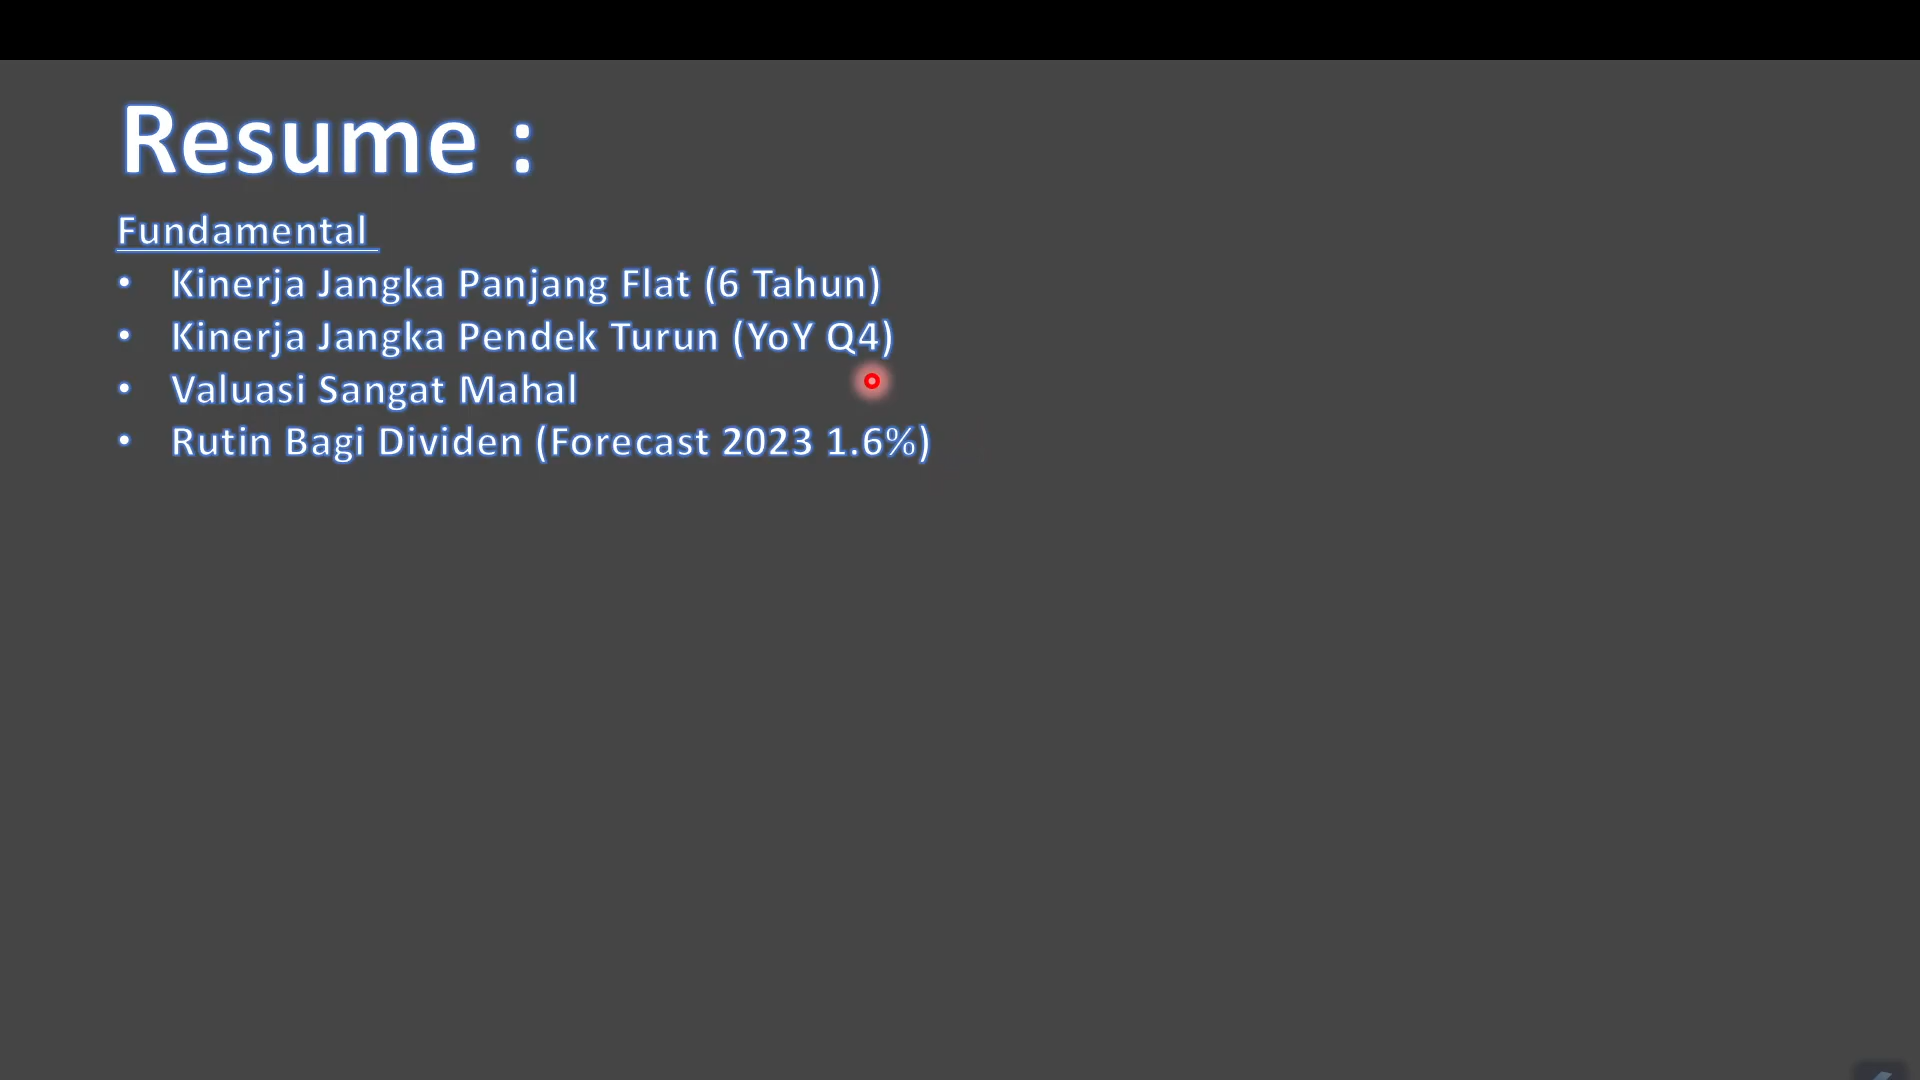 Resume :
Fundamental
• Kinerja Jangka Panjang Flat (6 Tahun)
• Kinerja Jangka Pendek Turun (YoY Q4)
• Valuasi Sangat Mahal
• Rutin Bagi Dividen (Forecast 2023 1.6%)